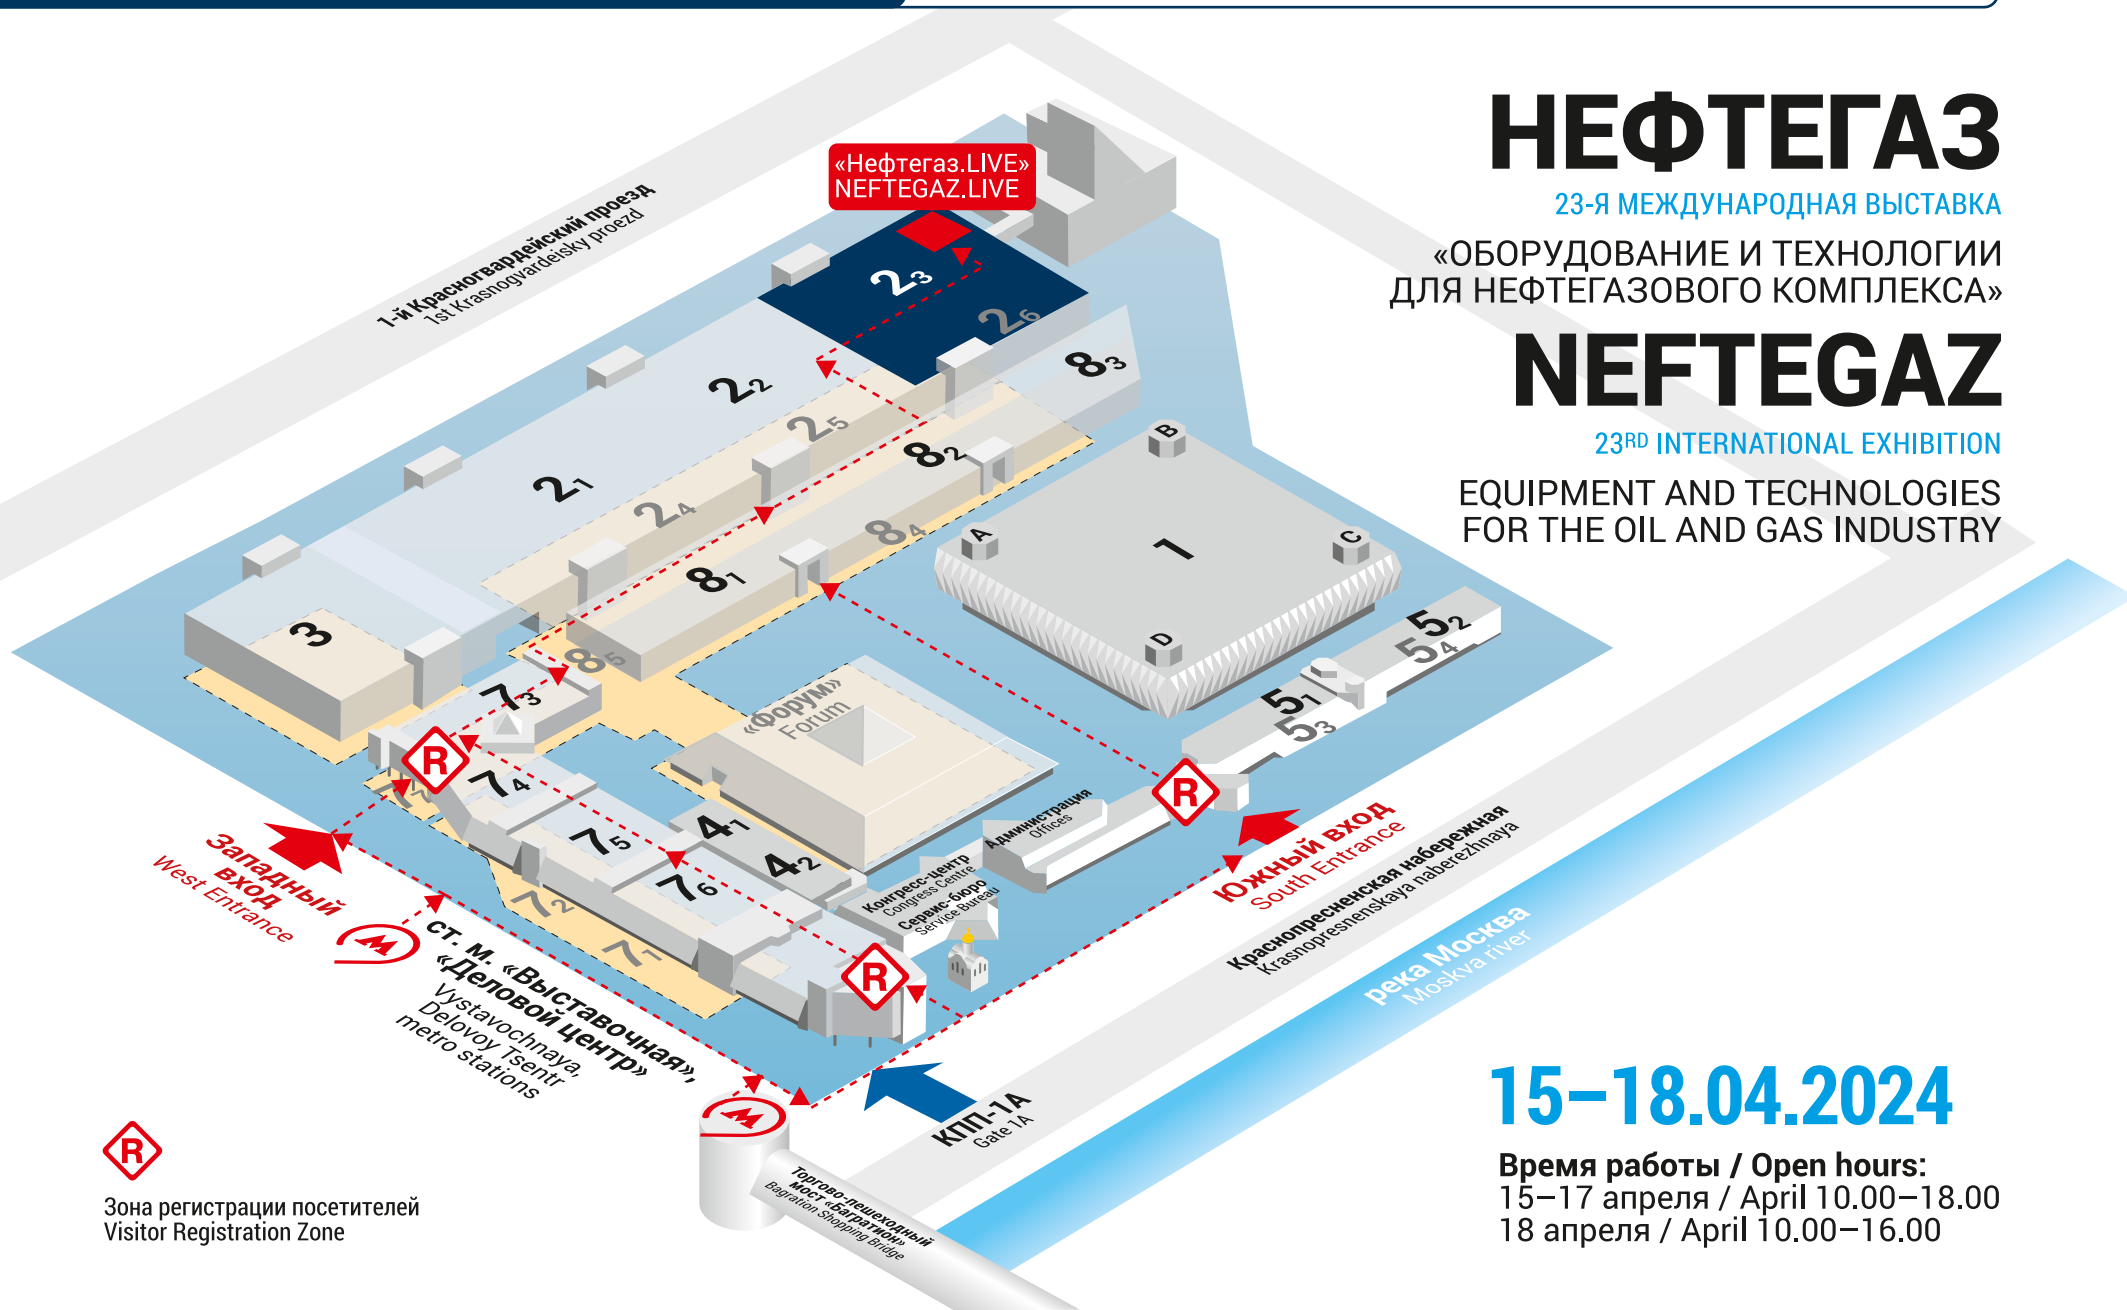 НЕФТЕГАЗ
23-Я МЕЖДУНАРОДНАЯ ВЫСТАВКА
«ОБОРУДОВАНИЕ И ТЕХНОЛОГИИ
ДЛЯ НЕФТЕГАЗОВОГО КОМПЛЕКСА»
NEFTEGAZ
23RD INTERNATIONAL EXHIBITION
EQUIPMENT AND TECHNOLOGIES
FOR THE OIL AND GAS INDUSTRY
«Нефтегаз.LIVE»
NEFTEGAZ.LIVE
1-й Красногвардейский проезд
1st Krasnogvardeisky proezd
2₃
2₆
2₂
2₅
2₁
2₄
8₃
8₂
8₄
8₁
8₅
3
B
A
1
C
D
5₂
5₄
5₁
5₃
7₃
«Форум»
Forum
R
7₄
7₂
7₅
4₁
4₂
7₆
7₂
7₁
R
R
Администрация
Offices
Конгресс-центр
Congress Centre
Сервис-бюро
Service Bureau
Западный
вход
West Entrance
Южный вход
South Entrance
Краснопресненская набережная
Krasnopresnenskaya naberezhnaya
река Москва
Moskva river
М
ст. м. «Выставочная»,
«Деловой центр»
Vystavochnaya,
Delovoy Tsentr
metro stations
М
КПП-1А
Gate 1A
Торгово-пешеходный
мост «Багратион»
Bagration Shopping Bridge
R
Зона регистрации посетителей
Visitor Registration Zone
15–18.04.2024
Время работы / Open hours:
15–17 апреля / April 10.00–18.00
18 апреля / April 10.00–16.00